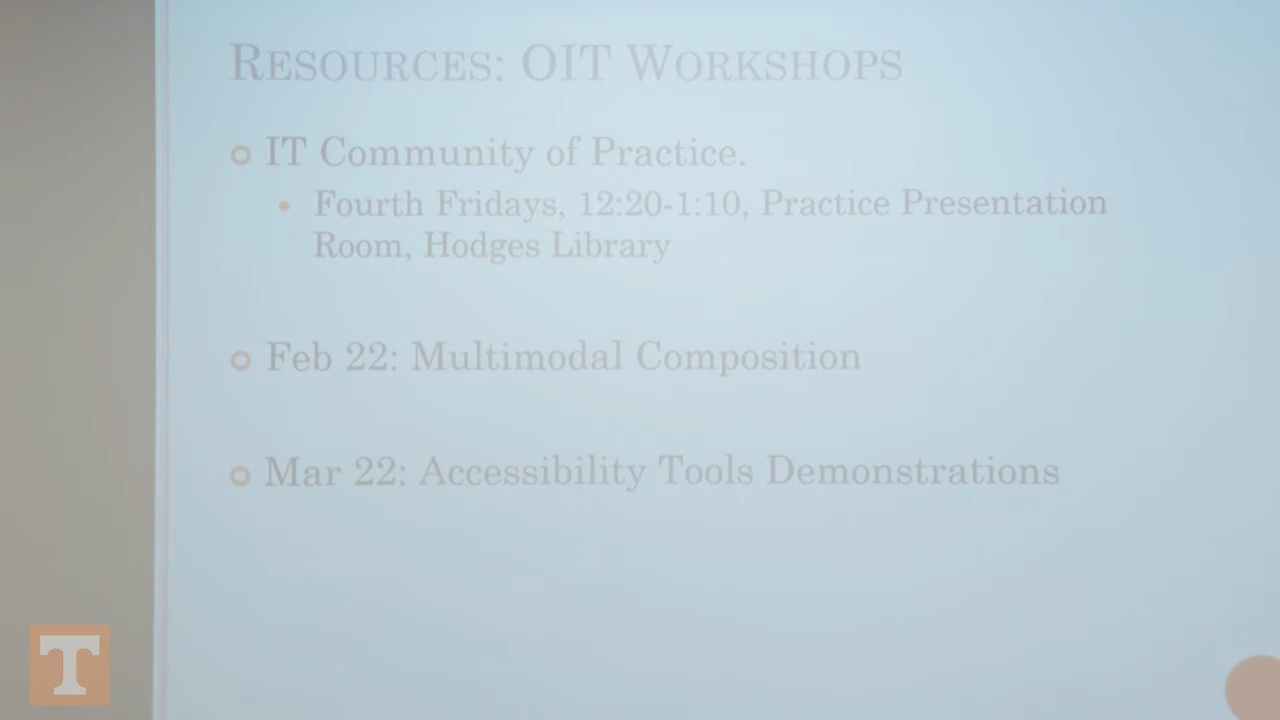 RESOURCES: OIT WORKSHOPS
IT Community of Practice.
Fourth Fridays, 12:20-1:10, Practice Presentation
Room, Hodges Library
Feb 22: Multimodal Composition
Mar 22: Accessibility Tools Demonstrations
T